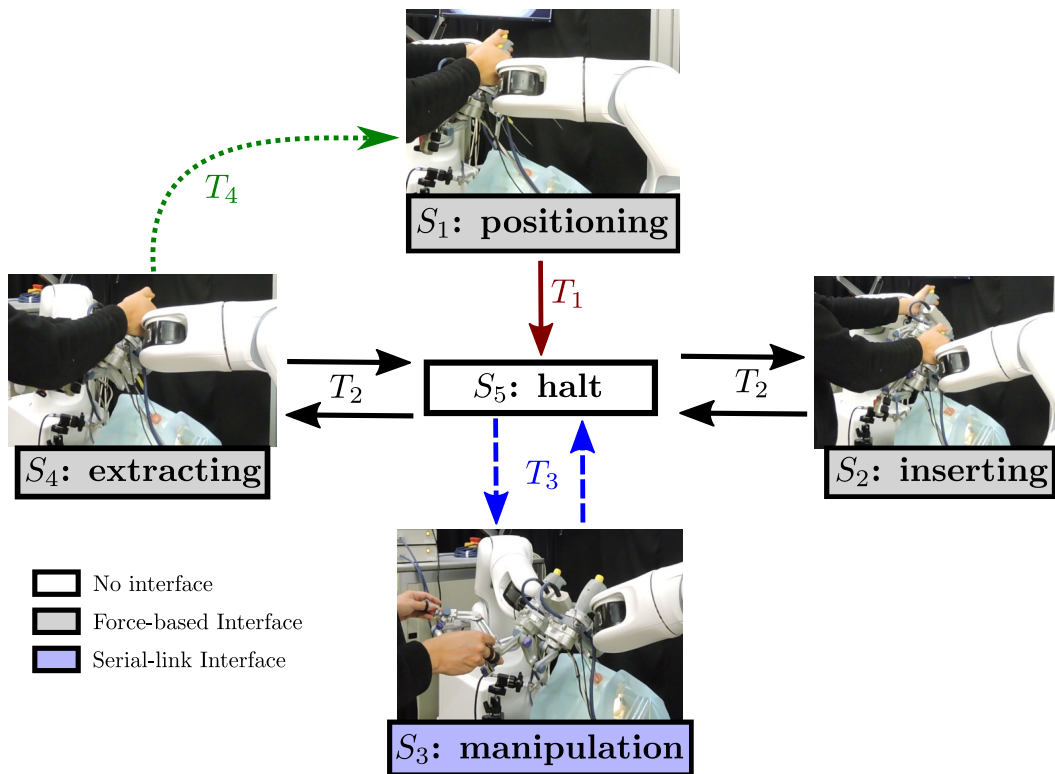 S₁: positioning
T₄
T₁
S₄: extracting
T₂
S₅: halt
T₂
S₂: inserting
T₃
No interface
Force-based Interface
Serial-link Interface
S₃: manipulation